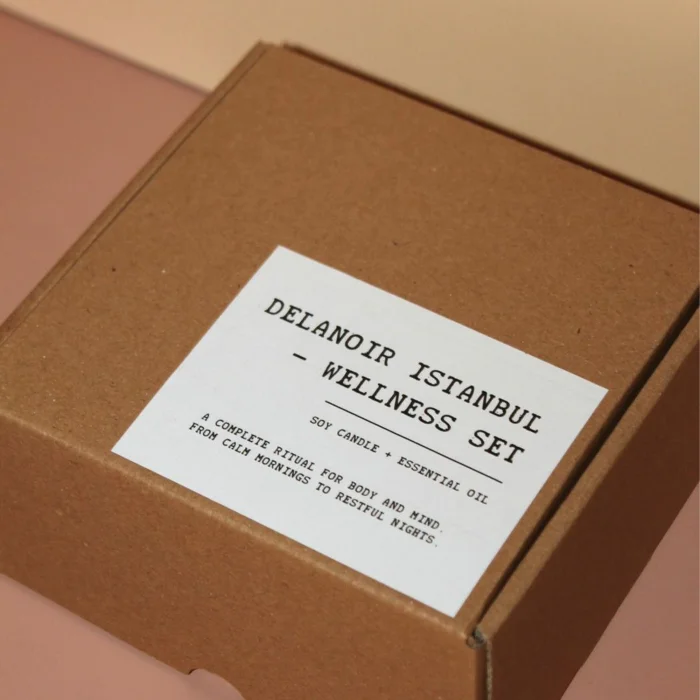 DELANOIR ISTANBUL
– WELLNESS SET
SOY CANDLE + ESSENTIAL OIL
A COMPLETE RITUAL FOR BODY AND MIND.
FROM CALM MORNINGS TO RESTFUL NIGHTS.